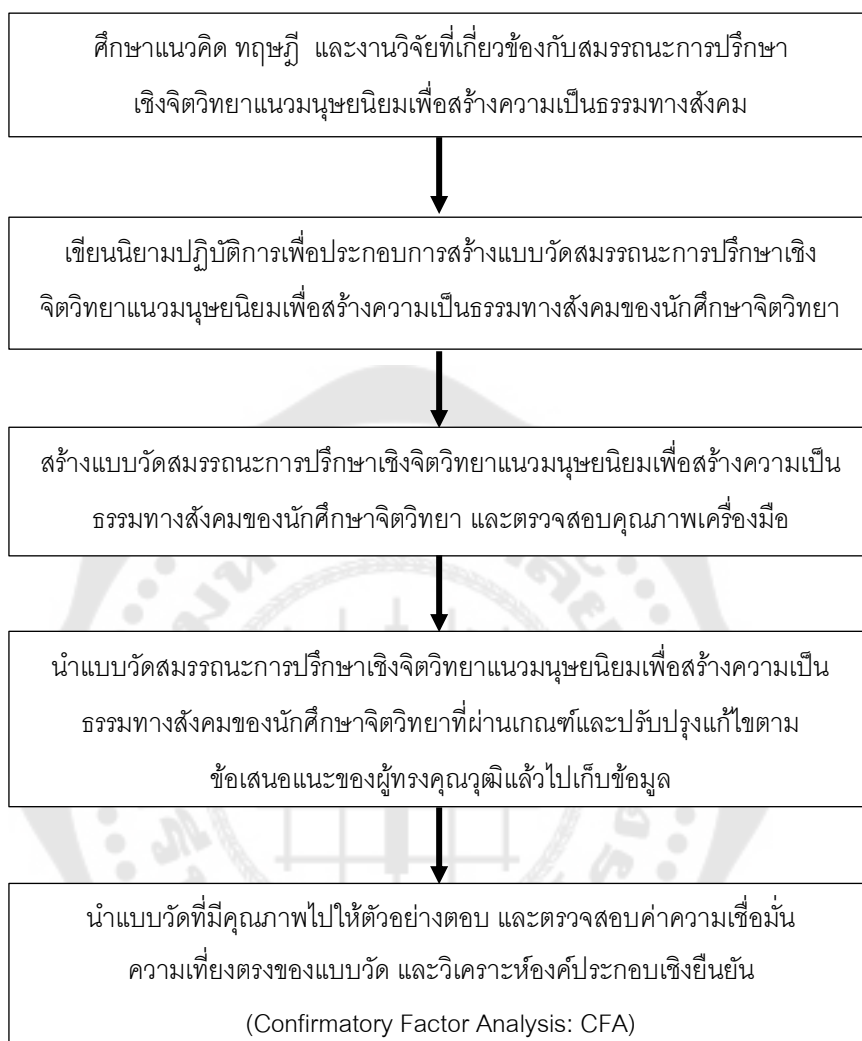 ศึกษาแนวคิด ทฤษฎี และงานวิจัยที่เกี่ยวข้องกับสมรรถนะการปรึกษา
เชิงจิตวิทยาแนวมนุษยนิยมเพื่อสร้างความเป็นธรรมทางสังคม
เขียนนิยามปฏิบัติการเพื่อประกอบการสร้างแบบวัดสมรรถนะการปรึกษาเชิง
จิตวิทยาแนวมนุษยนิยมเพื่อสร้างความเป็นธรรมทางสังคมของนักศึกษาจิตวิทยา
สร้างแบบวัดสมรรถนะการปรึกษาเชิงจิตวิทยาแนวมนุษยนิยมเพื่อสร้างความเป็น
ธรรมทางสังคมของนักศึกษาจิตวิทยา และตรวจสอบคุณภาพเครื่องมือ
นำแบบวัดสมรรถนะการปรึกษาเชิงจิตวิทยาแนวมนุษยนิยมเพื่อสร้างความเป็น
ธรรมทางสังคมของนักศึกษาจิตวิทยาที่ผ่านเกณฑ์และปรับปรุงแก้ไขตาม
ข้อเสนอแนะของผู้ทรงคุณวุฒิแล้วไปเก็บข้อมูล
นำแบบวัดที่มีคุณภาพไปให้ตัวอย่างตอบ และตรวจสอบค่าความเชื่อมั่น
ความเที่ยงตรงของแบบวัด และวิเคราะห์องค์ประกอบเชิงยืนยัน
(Confirmatory Factor Analysis: CFA)